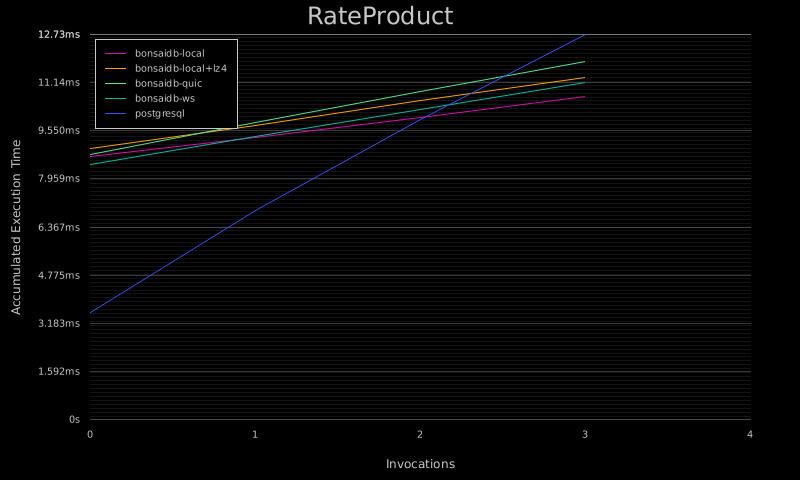 RateProduct
12.73ms
11.14ms
9.550ms
7.959ms
6.367ms
4.775ms
3.183ms
1.592ms
0s
bonsaidb-local
bonsaidb-local+lz4
bonsaidb-quic
bonsaidb-ws
postgresql
Accumulated Execution Time
0 1 2 3 4
Invocations